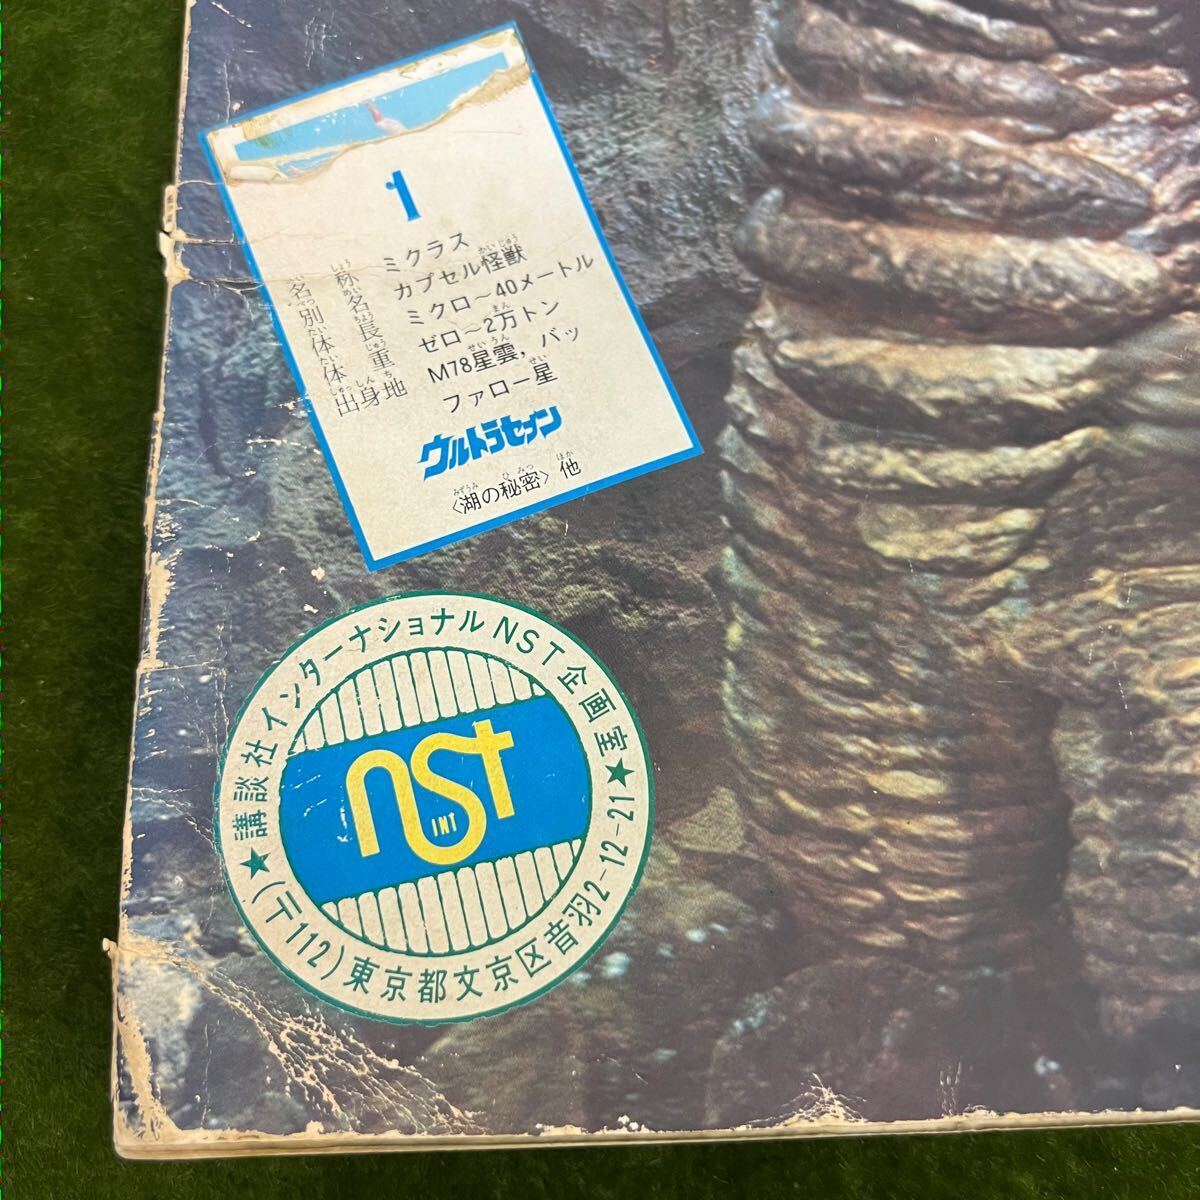 1
名称 ミクラス
別名 カプセル怪獣
体長 ミクロ〜40メートル
体重 ゼロ〜2万トン
出身地 M78星雲，バッ
ファロー星
ウルトラセブン
〈湖の秘密〉他
★講談社インターナショナルNST企画室★
nst
INT
(〒112)東京都文京区音羽2-12-21